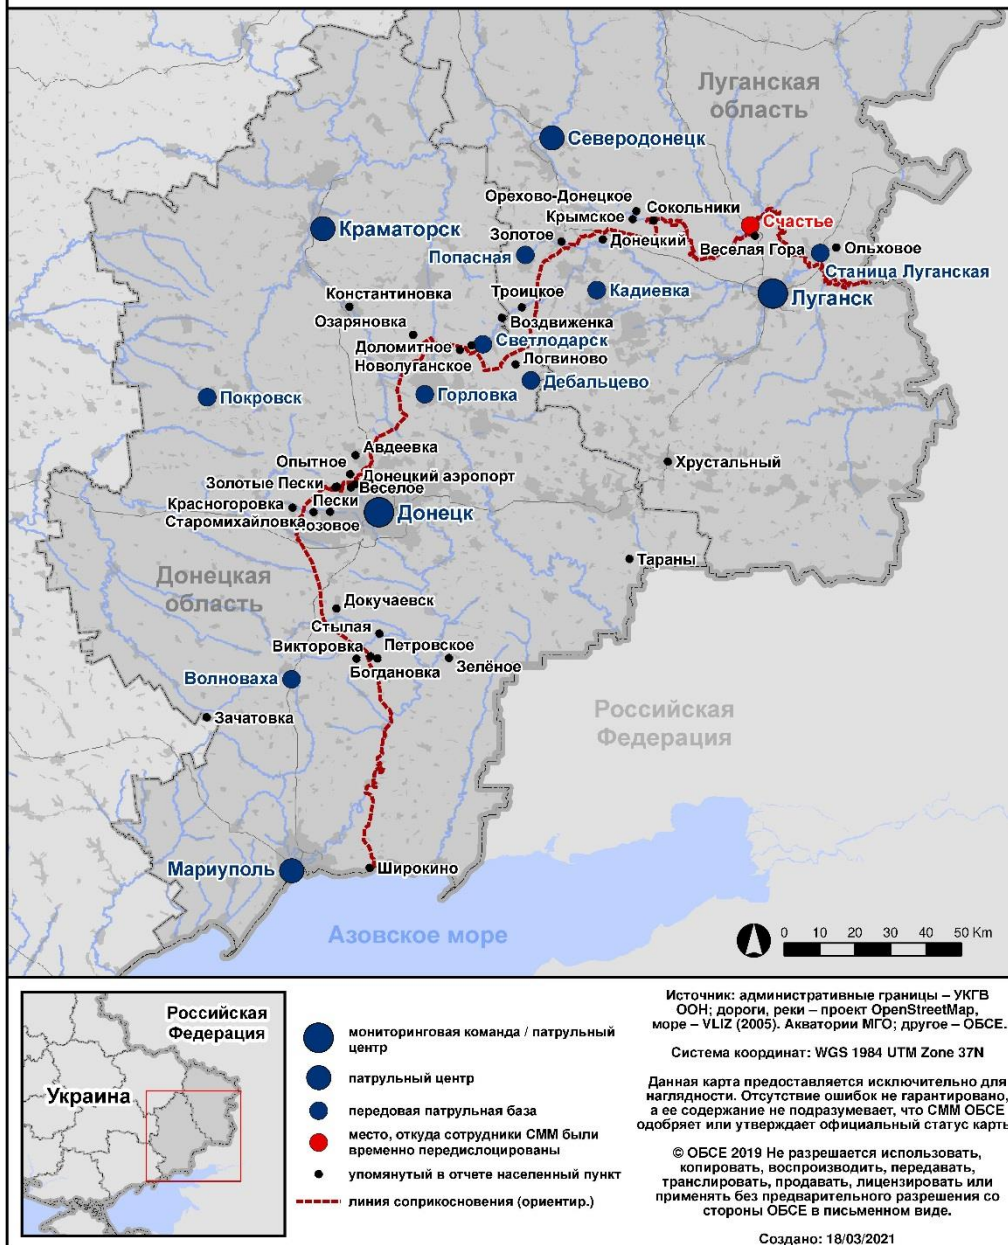 Луганская
область
Северодонецк
Орехово-Донецкое
Сокольники
Крымское
Счастье
Краматорск
Золотое
Донецкий
Веселая Гора
Ольховое
Попасная
Станица Луганская
Троицкое
Кадиевка
Луганск
Константиновка
Озаряновка
Воздвиженка
Светлодарск
Доломитное
Логвиново
Новолуганское
Дебальцево
Покровск
Горловка
Авдеевка
Опытное
Хрустальный
Донецкий аэропорт
Золотые Пески
Веселое
Красногоровка
Пески
Донецк
Старомихайловка
Лозовое
Тараны
Донецкая
область
Докучаевск
Стылая
Викторовка
Петровское
Богдановка
Зелёное
Волноваха
Зачатовка
Российская
Федерация
Мариуполь
Широкино
Азовское море
0 10 20 30 40 50 Km
Российская
Федерация
Украина
мониторинговая команда / патрульный
центр
патрульный центр
передовая патрульная база
место, откуда сотрудники СММ были
временно передислоцированы
упомянутый в отчете населенный пункт
линия соприкосновения (ориентир.)
Источник: административные границы – УКГВ
ООН; дороги, реки – проект OpenStreetMap,
море – VLIZ (2005). Акватории МГО; другое – ОБСЕ.
Система координат: WGS 1984 UTM Zone 37N
Данная карта предоставляется исключительно для
наглядности. Отсутствие ошибок не гарантировано,
а ее содержание не подразумевает, что СММ ОБСЕ
одобряет или утверждает официальный статус карты
© ОБСЕ 2019 Не разрешается использовать,
копировать, воспроизводить, передавать,
транслировать, продавать, лицензировать или
применять без предварительного разрешения со
стороны ОБСЕ в письменном виде.
Создано: 18/03/2021